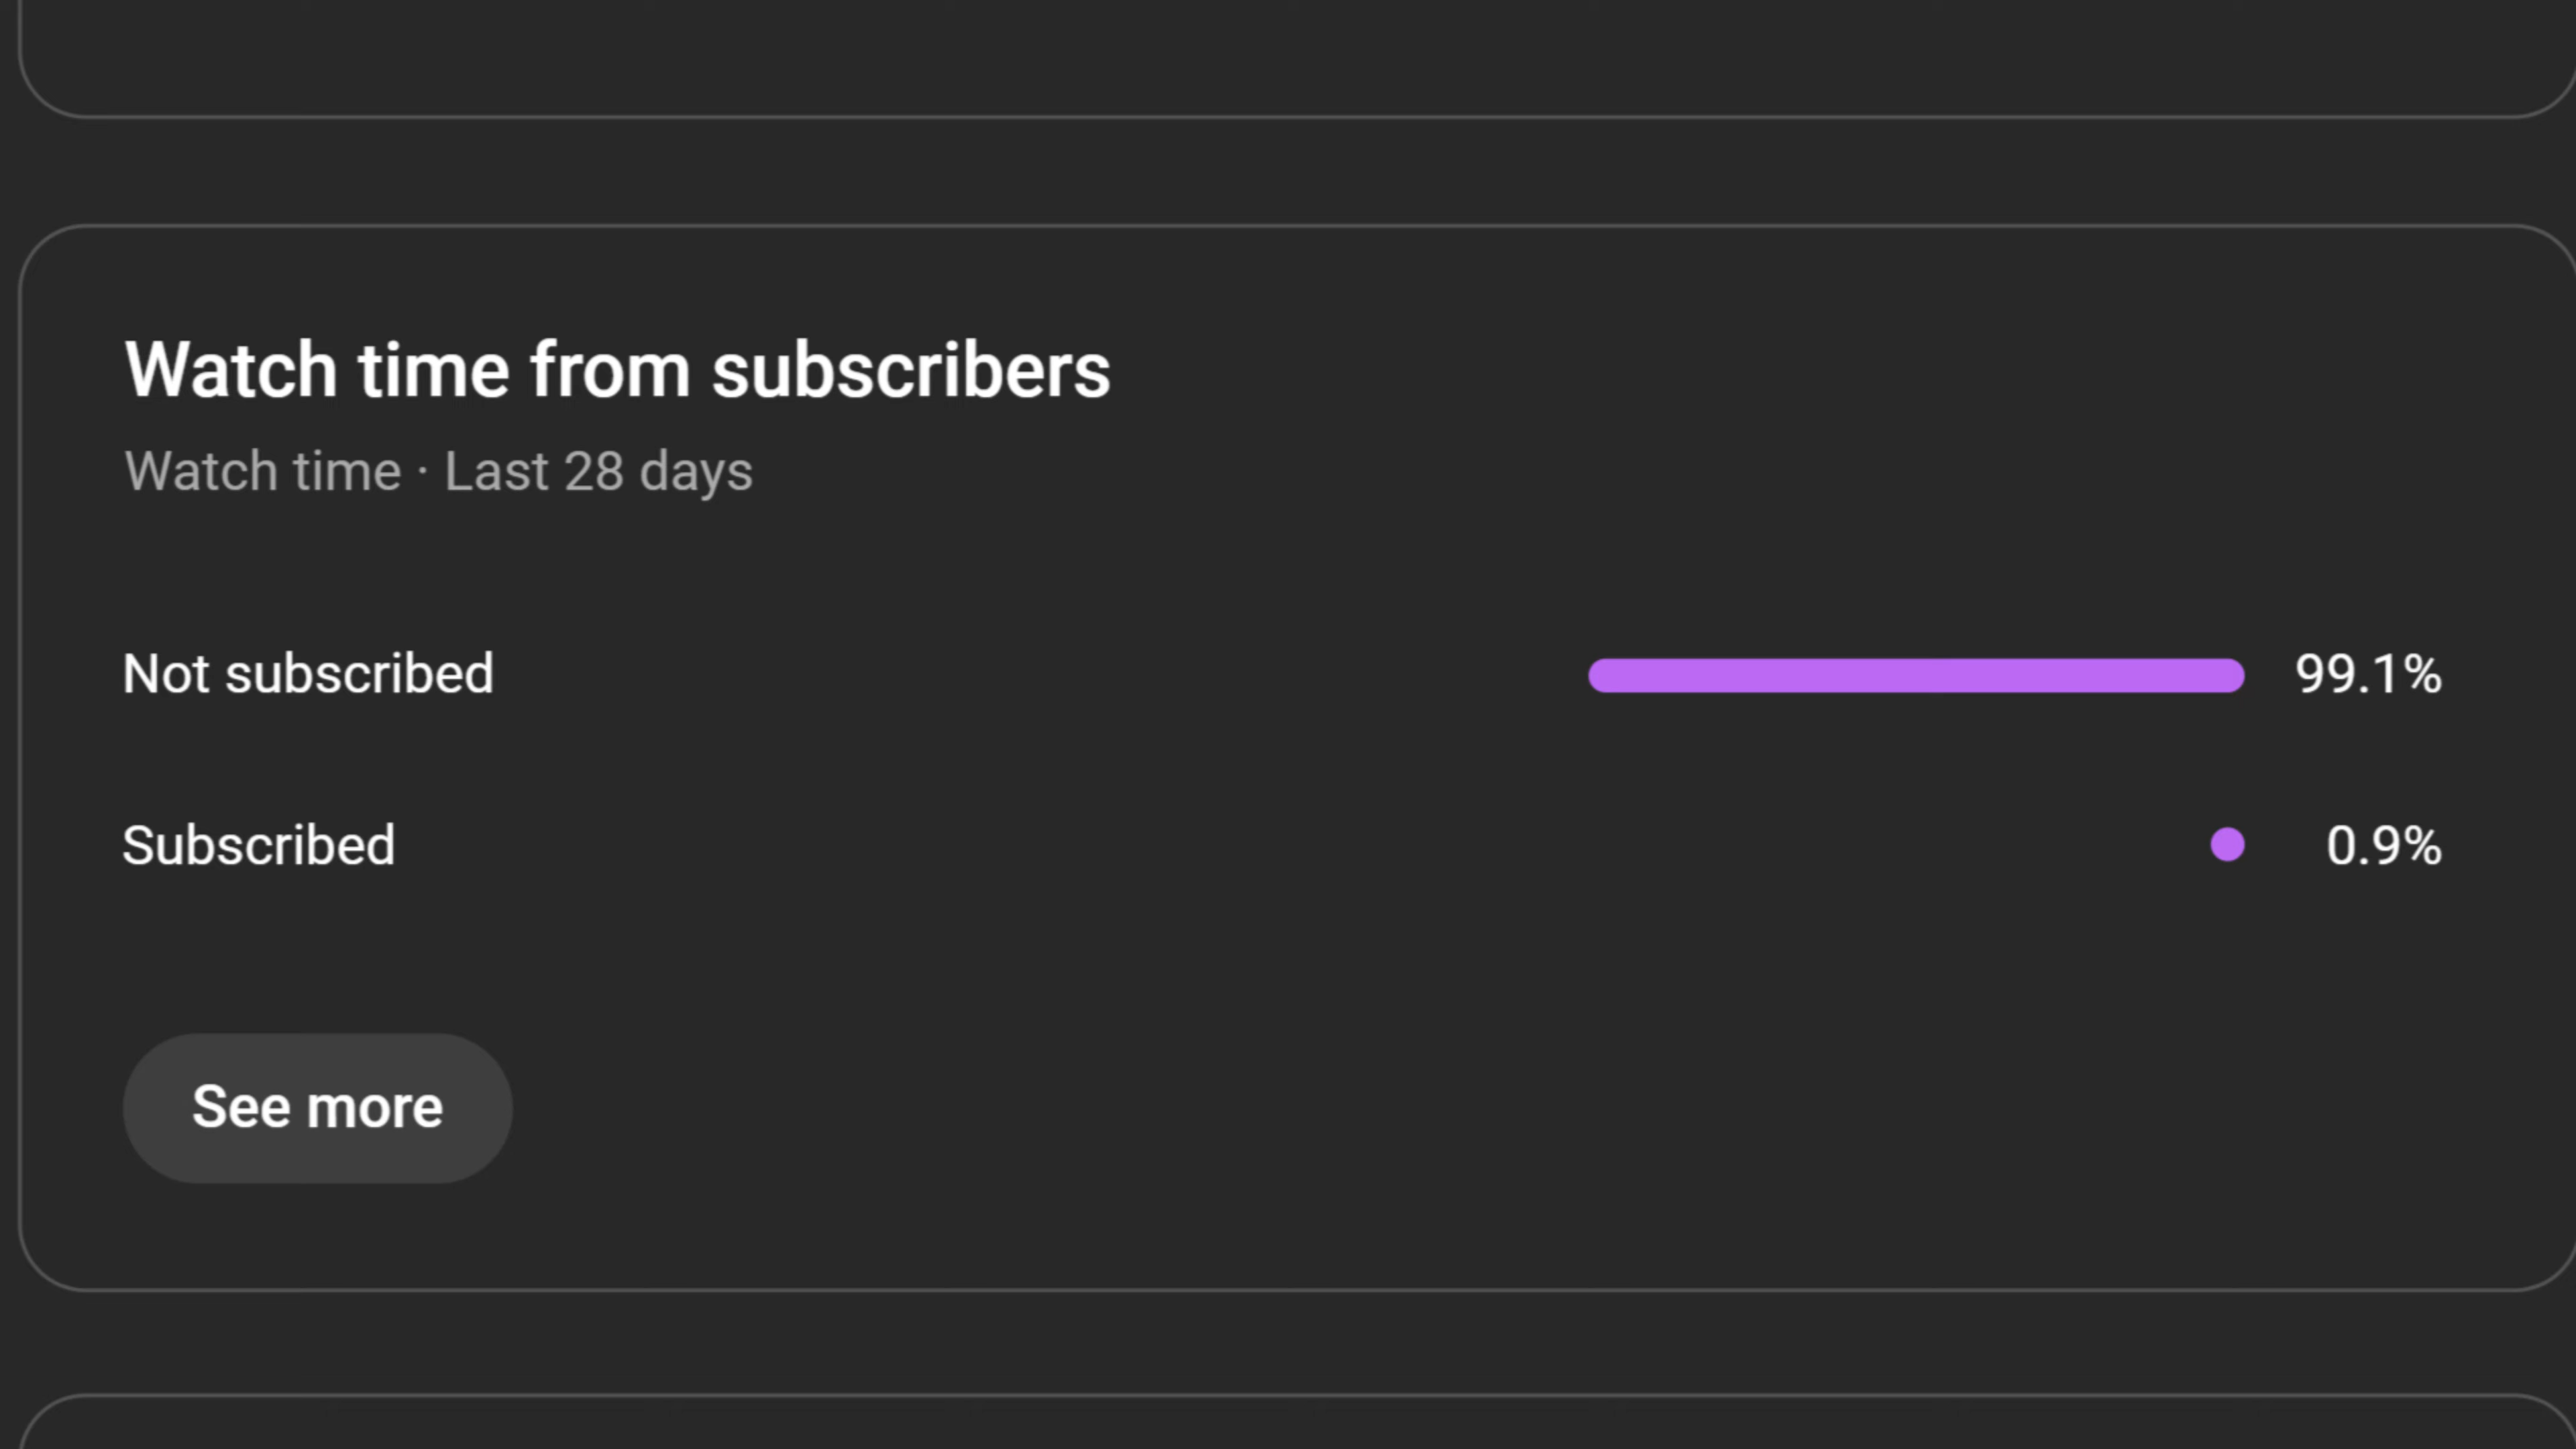 Watch time from subscribers
Watch time · Last 28 days
Not subscribed 99.1%
Subscribed 0.9%
See more